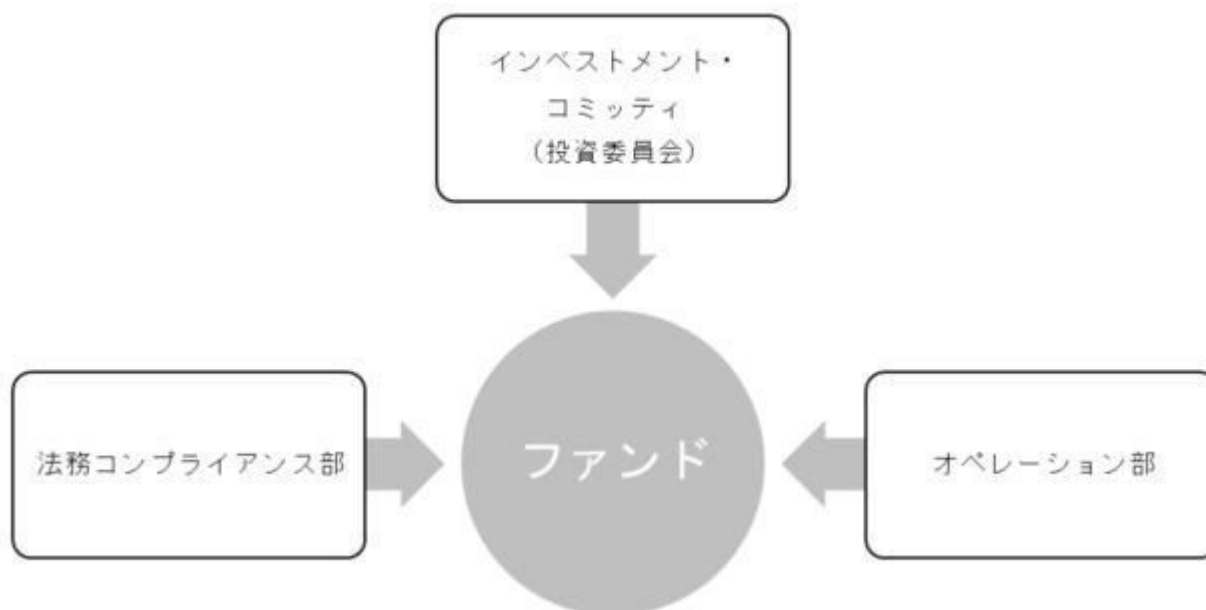 インベストメント・
コミッティ
（投資委員会）
法務コンプライアンス部
ファンド
オペレーション部